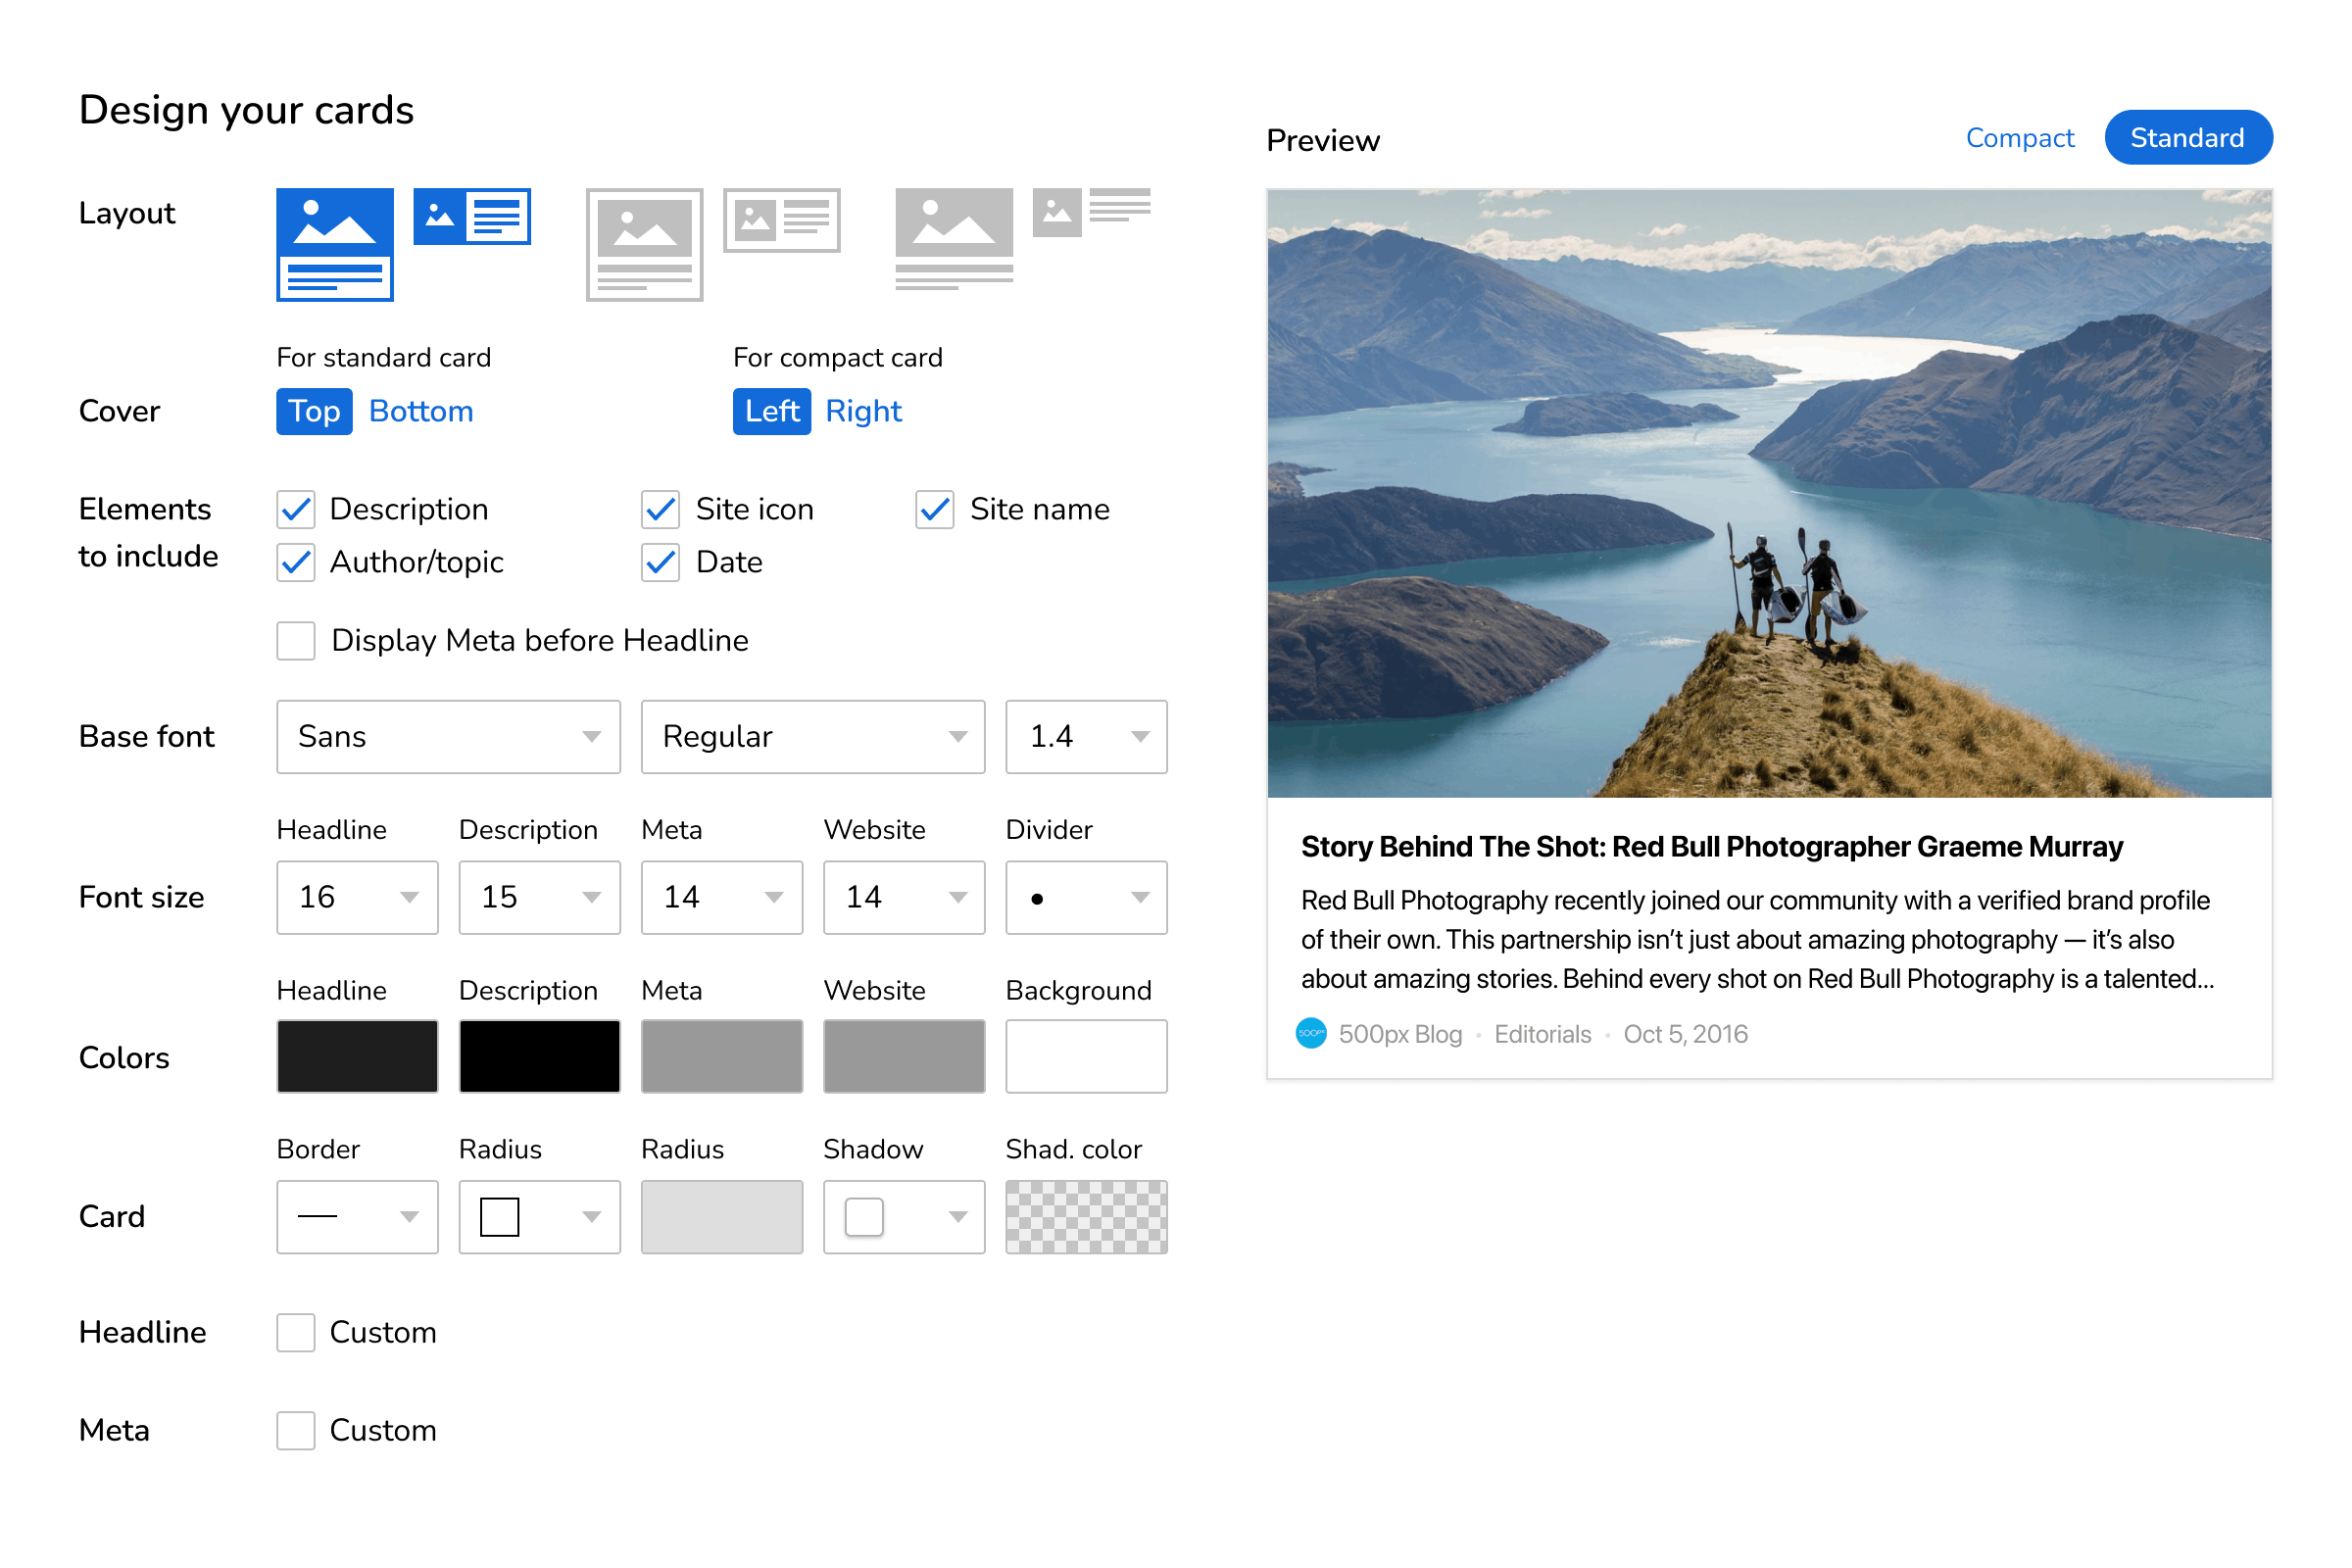 Design your cards
Layout
For standard card
For compact card
Cover
Top
Bottom
Left
Right
Elements
to include
Description
Site icon
Site name
Author/topic
Date
Display Meta before Headline
Base font
Sans
Regular
1.4
Headline
Description
Meta
Website
Divider
Font size
16
15
14
14
•
Headline
Description
Meta
Website
Background
Colors
Border
Radius
Radius
Shadow
Shad. color
Card
Headline
Custom
Meta
Custom
Preview
Compact
Standard
Story Behind The Shot: Red Bull Photographer Graeme Murray
Red Bull Photography recently joined our community with a verified brand profile
of their own. This partnership isn’t just about amazing photography — it’s also
about amazing stories. Behind every shot on Red Bull Photography is a talented...
500px
500px Blog • Editorials • Oct 5, 2016